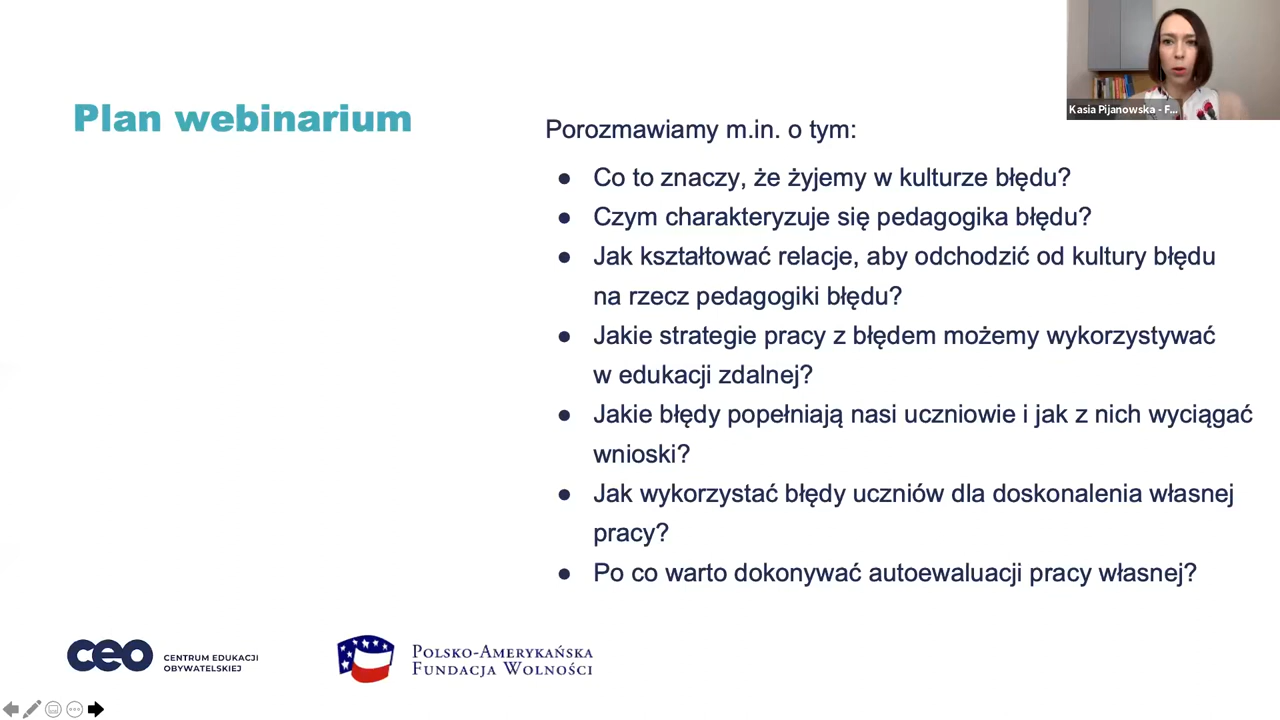 Plan webinarium
Porozmawiamy m.in. o tym:
● Co to znaczy, że żyjemy w kulturze błędu?
● Czym charakteryzuje się pedagogika błędu?
● Jak kształtować relacje, aby odchodzić od kultury błędu
na rzecz pedagogiki błędu?
● Jakie strategie pracy z błędem możemy wykorzystywać
w edukacji zdalnej?
● Jakie błędy popełniają nasi uczniowie i jak z nich wyciągać
wnioski?
● Jak wykorzystać błędy uczniów dla doskonalenia własnej
pracy?
● Po co warto dokonywać autoewaluacji pracy własnej?
Kasia Pijanowska - F...
ceo
CENTRUM EDUKACJI
OBYWATELSKIEJ
POLSKO-AMERYKAŃSKA
FUNDACJA WOLNOŚCI